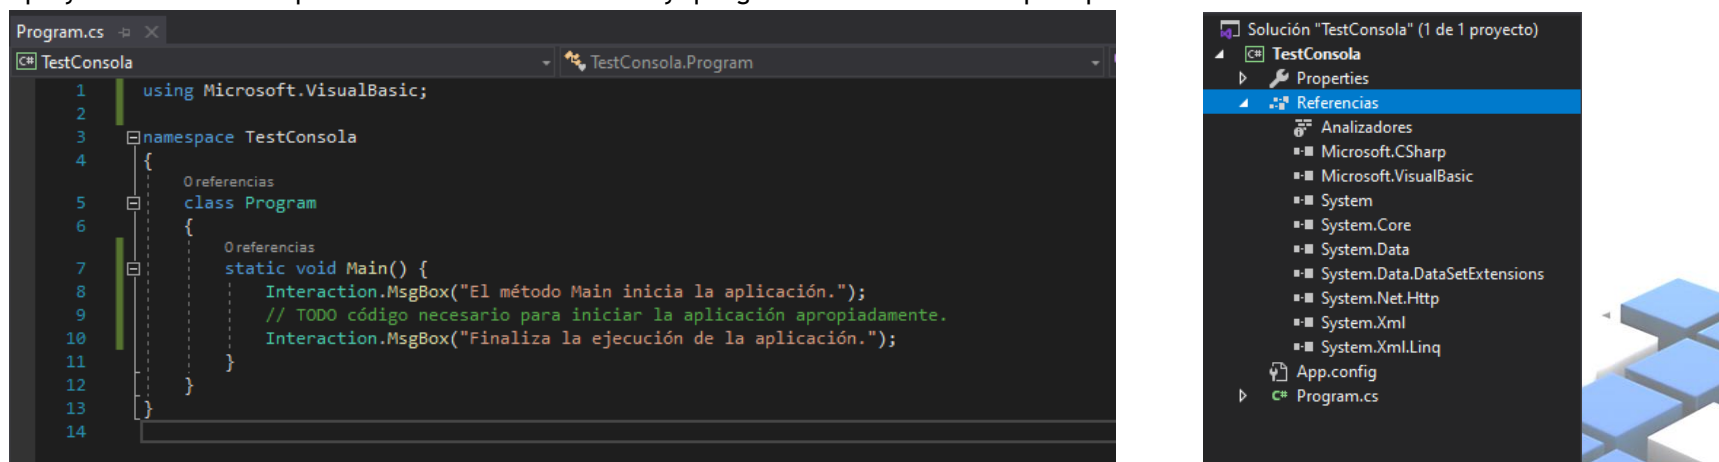 Program.cs
TestConsola
TestConsola.Program
1 using Microsoft.VisualBasic;
2
3 namespace TestConsola
4 {
0 referencias
5 class Program
6 {
0 referencias
7 static void Main() {
8 Interaction.MsgBox("El método Main inicia la aplicación.");
9 // TODO código necesario para iniciar la aplicación apropiadamente.
10 Interaction.MsgBox("Finaliza la ejecución de la aplicación.");
11 }
12 }
13 }
14
Solución "TestConsola" (1 de 1 proyecto)
C# TestConsola
Properties
Referencias
Analizadores
Microsoft.CSharp
Microsoft.VisualBasic
System
System.Core
System.Data
System.Data.DataSetExtensions
System.Net.Http
System.Xml
System.Xml.Linq
App.config
C# Program.cs